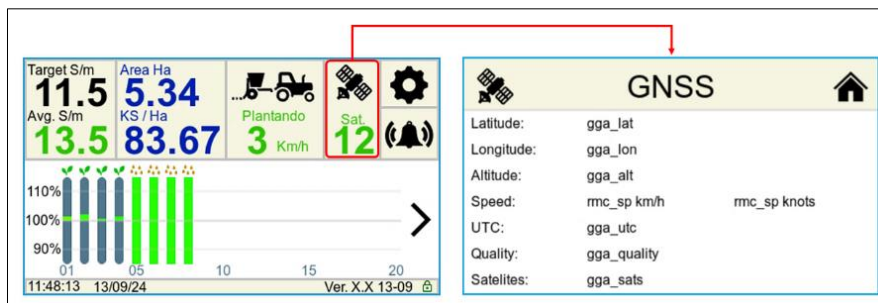 Target S/m
11.5
Area Ha
5.34
Avg. S/m
13.5
KS / Ha
83.67
Plantando
3 Km/h
Sat.
12
110%
100%
90%
01 05 10 15 20
11:48:13 13/09/24 Ver. X.X 13-09
GNSS
Latitude: gga_lat
Longitude: gga_lon
Altitude: gga_alt
Speed: rmc_sp km/h rmc_sp knots
UTC: gga_utc
Quality: gga_quality
Satelites: gga_sats